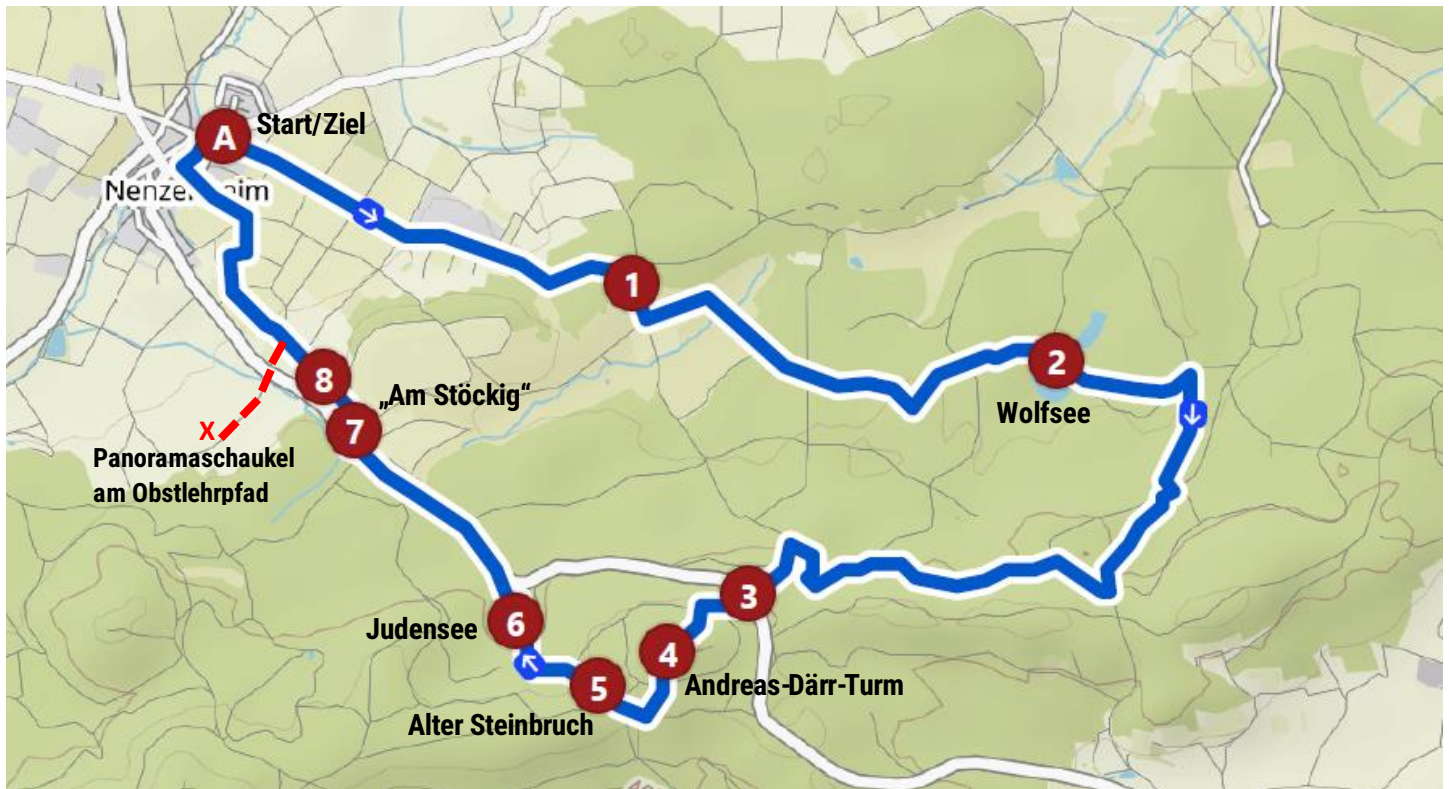 A
Start/Ziel
1
2
Wolfsee
8
„Am Stöckig“
7
X
Panoramaschaukel
am Obstlehrpfad
3
6
Judensee
4
Andreas-Därr-Turm
5
Alter Steinbruch